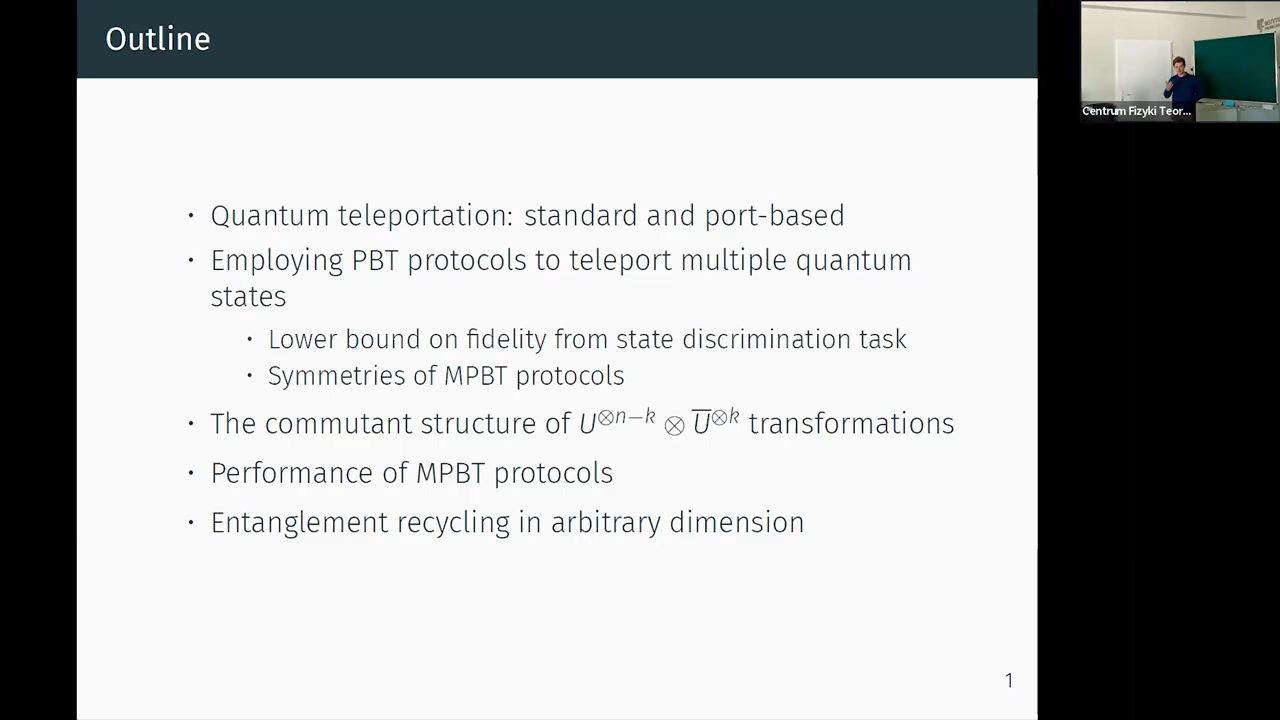 Outline
• Quantum teleportation: standard and port-based
• Employing PBT protocols to teleport multiple quantum
states
• Lower bound on fidelity from state discrimination task
• Symmetries of MPBT protocols
• The commutant structure of U^{⊗n−k} ⊗ U̅^{⊗k} transformations
• Performance of MPBT protocols
• Entanglement recycling in arbitrary dimension
1
Centrum Fizyki Teor...